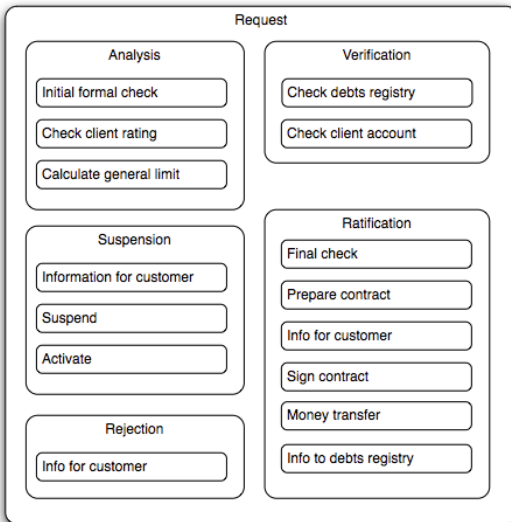 Request
Analysis
Initial formal check
Check client rating
Calculate general limit
Verification
Check debts registry
Check client account
Suspension
Information for customer
Suspend
Activate
Ratification
Final check
Prepare contract
Info for customer
Sign contract
Money transfer
Info to debts registry
Rejection
Info for customer